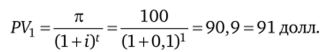 PV₁ = π / (1 + i)ᵗ = 100 / (1 + 0,1)¹ = 90,9 = 91 долл.